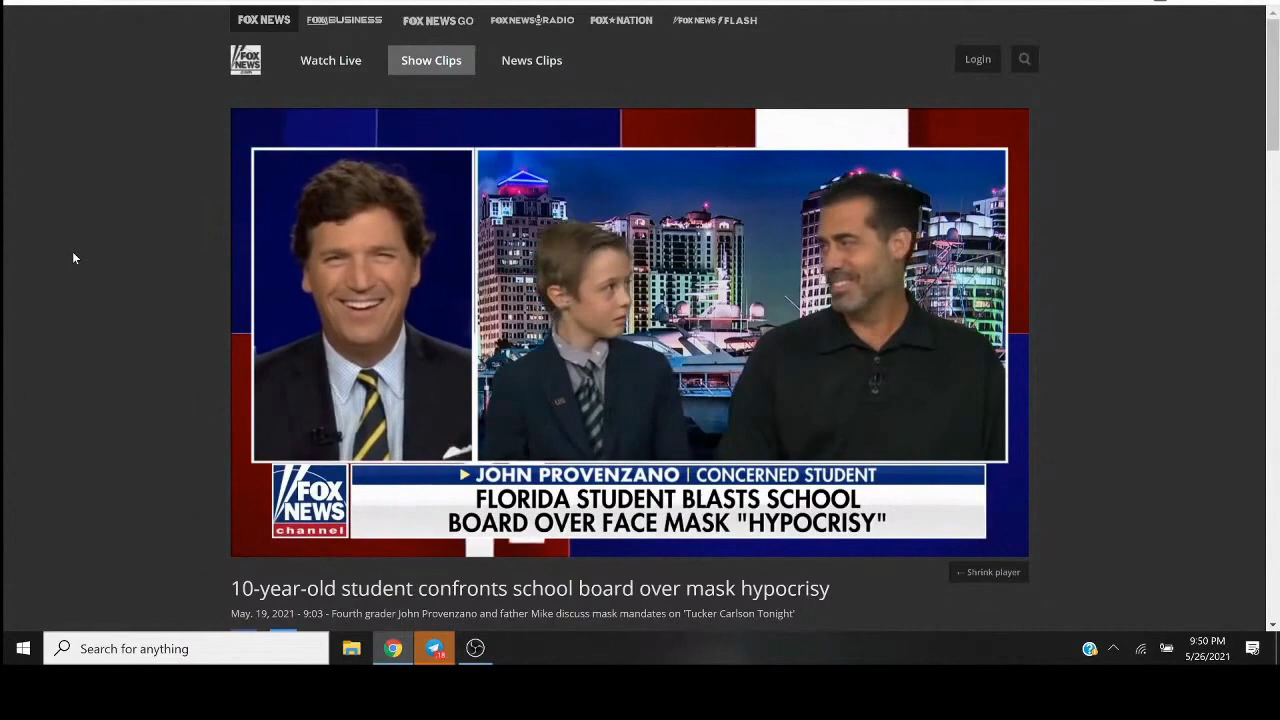 FOX NEWS FOX BUSINESS FOX NEWS GO FOX NEWS RADIO FOX NATION FOX NEWS FLASH
FOX NEWS .com Watch Live Show Clips News Clips Login
JOHN PROVENZANO | CONCERNED STUDENT
FOX NEWS channel
FLORIDA STUDENT BLASTS SCHOOL
BOARD OVER FACE MASK "HYPOCRISY"
← Shrink player
10-year-old student confronts school board over mask hypocrisy
May. 19, 2021 - 9:03 - Fourth grader John Provenzano and father Mike discuss mask mandates on 'Tucker Carlson Tonight'
Search for anything 18 9:50 PM
5/26/2021